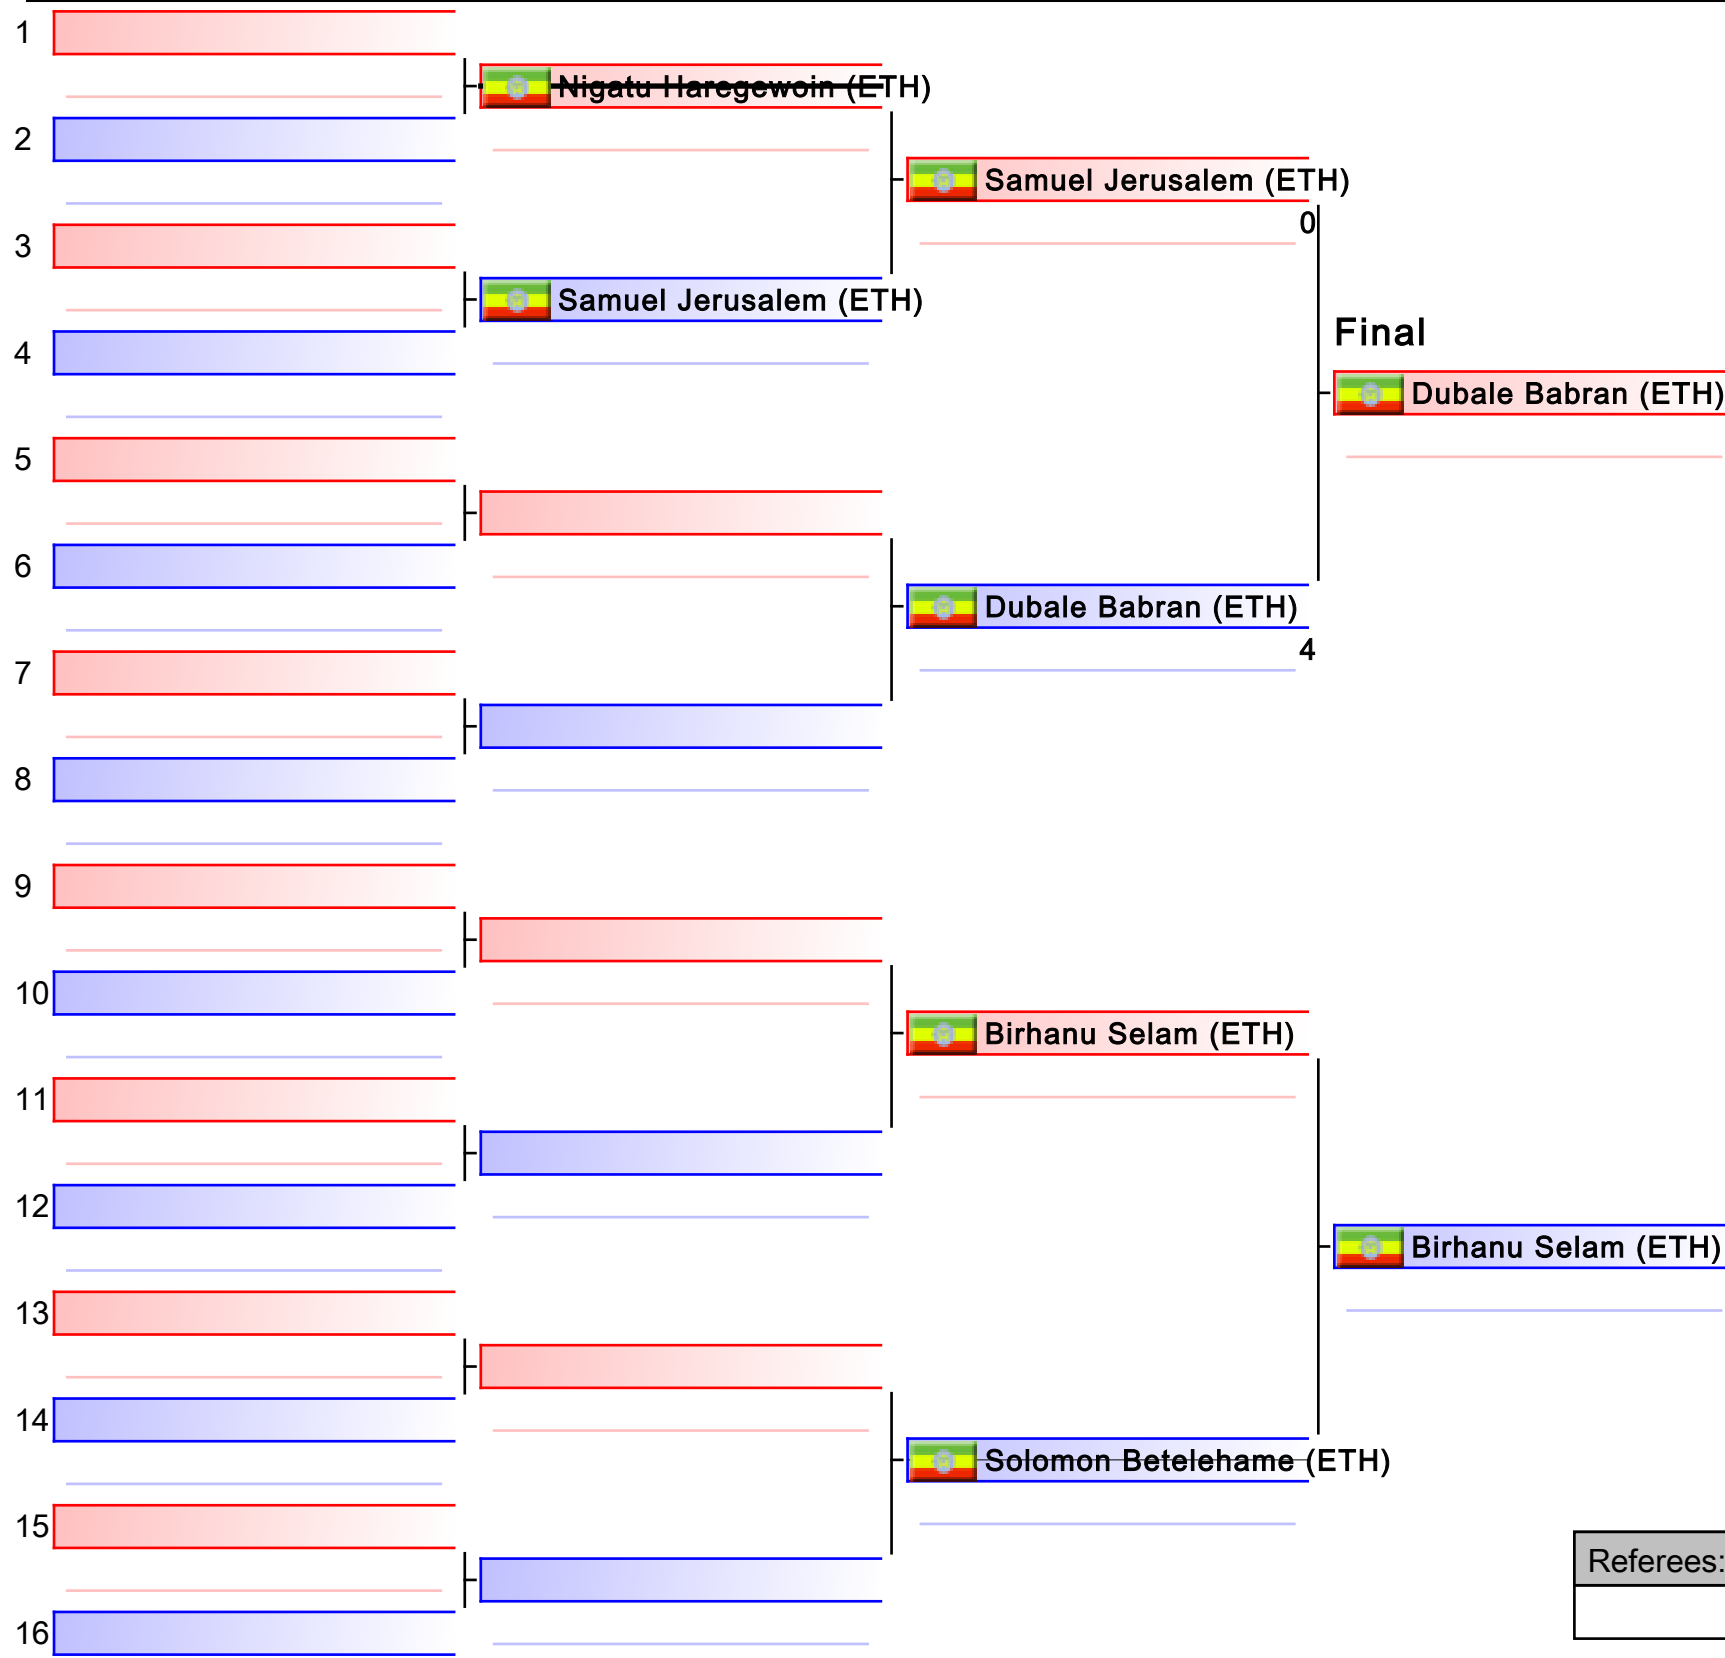 1
Nigatu Haregewoin (ETH)
2
Samuel Jerusalem (ETH)
0
3
Samuel Jerusalem (ETH)
Final
4
Dubale Babran (ETH)
5
6
Dubale Babran (ETH)
4
7
8
9
10
Birhanu Selam (ETH)
11
12
Birhanu Selam (ETH)
13
14
Solomon Betelehame (ETH)
15
Referees:
16